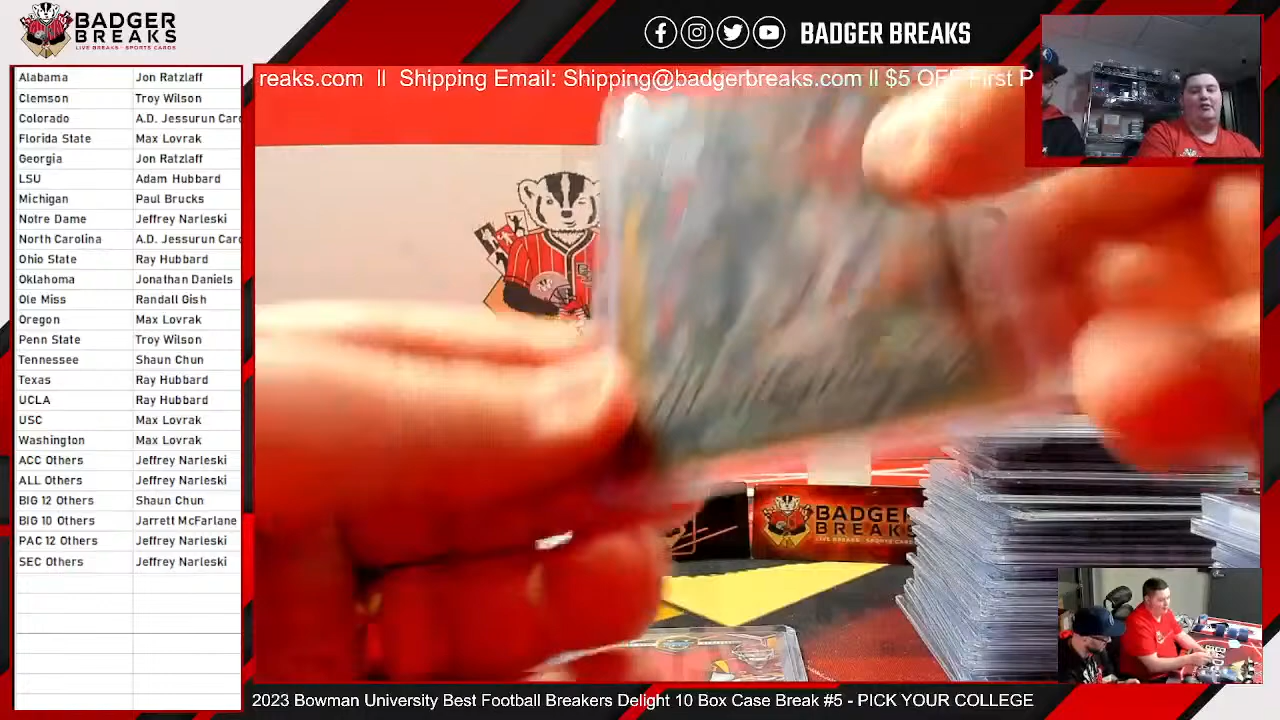 BADGER
BREAKS
LIVE BREAKS · SPORTS CARDS
BADGER BREAKS
reaks.com ll Shipping Email: Shipping@badgerbreaks.com ll $5 OFF First P
Alabama Jon Ratzlaff
Clemson Troy Wilson
Colorado A.D. Jessurun Card
Florida State Max Lovrak
Georgia Jon Ratzlaff
LSU Adam Hubbard
Michigan Paul Brucks
Notre Dame Jeffrey Narleski
North Carolina A.D. Jessurun Card
Ohio State Ray Hubbard
Oklahoma Jonathan Daniels
Ole Miss Randall Gish
Oregon Max Lovrak
Penn State Troy Wilson
Tennessee Shaun Chun
Texas Ray Hubbard
UCLA Ray Hubbard
USC Max Lovrak
Washington Max Lovrak
ACC Others Jeffrey Narleski
ALL Others Jeffrey Narleski
BIG 12 Others Shaun Chun
BIG 10 Others Jarrett McFarlane
PAC 12 Others Jeffrey Narleski
SEC Others Jeffrey Narleski
BADGER
BREAKS
LIVE BREAKS · SPORTS CARDS
2023 Bowman University Best Football Breakers Delight 10 Box Case Break #5 - PICK YOUR COLLEGE